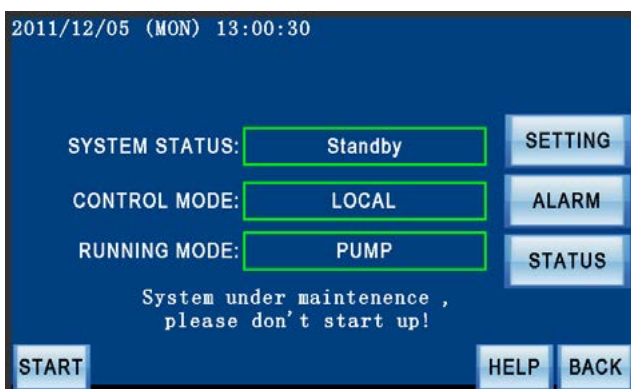 2011/12/05 (MON) 13:00:30
SYSTEM STATUS: Standby SETTING
CONTROL MODE: LOCAL ALARM
RUNNING MODE: PUMP STATUS
System under maintenence ,
please don't start up!
START HELP BACK